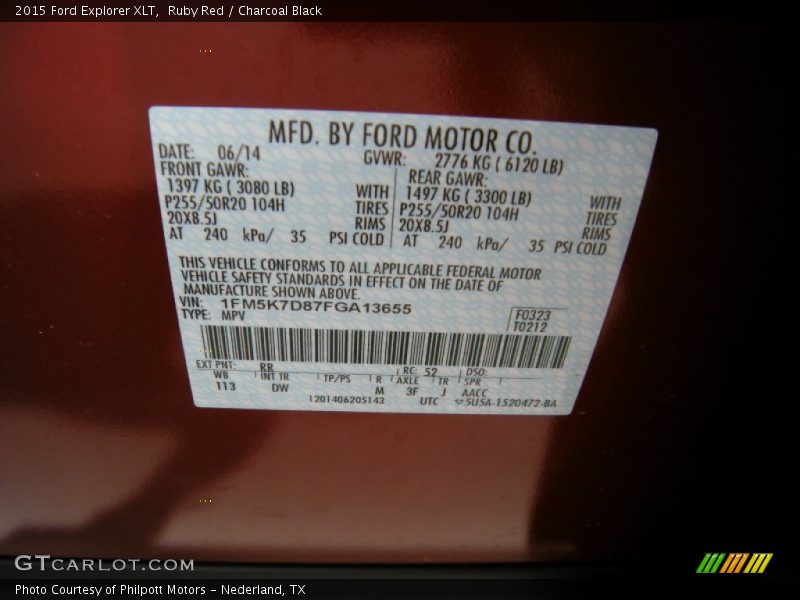 2015 Ford Explorer XLT,  Ruby Red / Charcoal Black
MFD. BY FORD MOTOR CO.
DATE: 06/14 GVWR: 2776 KG ( 6120 LB)
FRONT GAWR: REAR GAWR:
1397 KG ( 3080 LB) WITH 1497 KG ( 3300 LB) WITH
P255/50R20 104H TIRES P255/50R20 104H TIRES
20X8.5J RIMS 20X8.5J RIMS
AT 240 kPa/ 35 PSI COLD AT 240 kPa/ 35 PSI COLD
THIS VEHICLE CONFORMS TO ALL APPLICABLE FEDERAL MOTOR
VEHICLE SAFETY STANDARDS IN EFFECT ON THE DATE OF
MANUFACTURE SHOWN ABOVE.
VIN: 1FM5K7D87FGA13655 F0323
TYPE: MPV T0212
EXT PNT: RR RC: 52 DSO:
WB INT TR TP/PS R AXLE TR SPR
113 DW M 3F J AACC
1201406205143 UTC 5U5A-1520472-BA
GTCARLOT.COM
Photo Courtesy of Philpott Motors - Nederland, TX